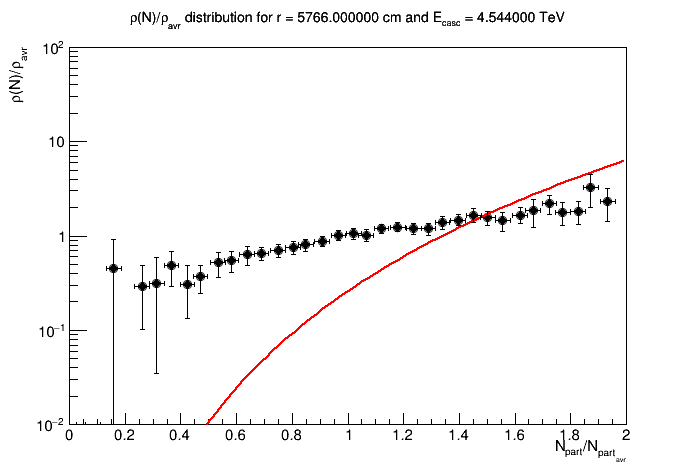 ρ(N)/ρavr distribution for r = 5766.000000 cm and Ecasc = 4.544000 TeV
ρ(N)/ρavr
10²
10
1
10⁻¹
10⁻²
0 0.2 0.4 0.6 0.8 1 1.2 1.4 1.6 1.8 2
Npart/Npartavr